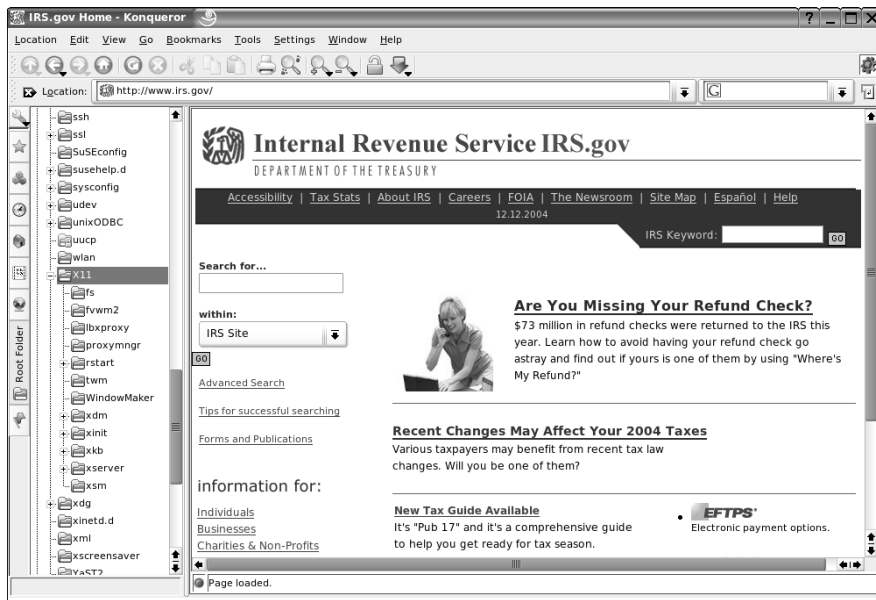 IRS.gov Home - Konqueror
Location Edit View Go Bookmarks Tools Settings Window Help
Location: http://www.irs.gov/
G
ssh
ssl
SuSEconfig
susehelp.d
sysconfig
udev
unixODBC
uucp
wlan
X11
fs
fvwm2
lbxproxy
proxymngr
rstart
twm
WindowMaker
xdm
xinit
xkb
xserver
xsm
xdg
xinetd.d
xml
xscreensaver
YaST2
Root Folder
Internal Revenue Service IRS.gov
DEPARTMENT OF THE TREASURY
Accessibility | Tax Stats | About IRS | Careers | FOIA | The Newsroom | Site Map | Español | Help
12.12.2004
IRS Keyword: GO
Search for...
within:
IRS Site
GO
Advanced Search
Tips for successful searching
Forms and Publications
information for:
Individuals
Businesses
Charities & Non-Profits
Are You Missing Your Refund Check?
$73 million in refund checks were returned to the IRS this
year. Learn how to avoid having your refund check go
astray and find out if yours is one of them by using "Where's
My Refund?"
Recent Changes May Affect Your 2004 Taxes
Various taxpayers may benefit from recent tax law
changes. Will you be one of them?
New Tax Guide Available
It's "Pub 17" and it's a comprehensive guide
to help you get ready for tax season.
EFTPS
Electronic payment options.
Page loaded.